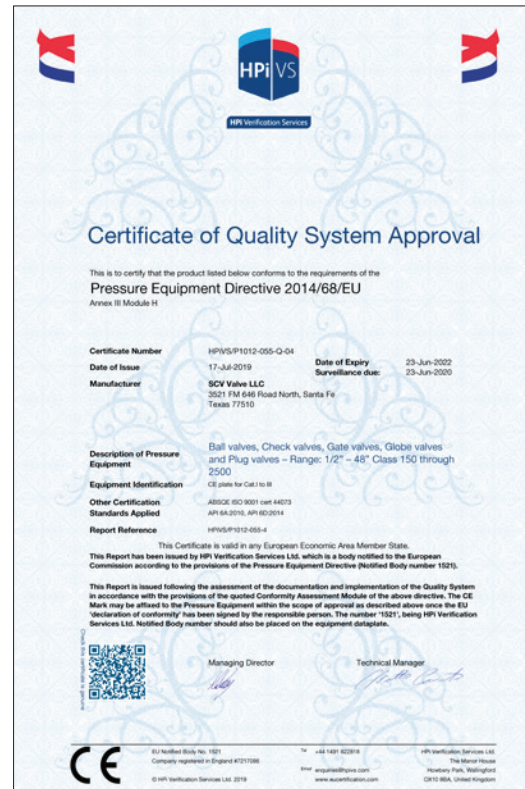 HPi VS
HPi Verification Services
Certificate of Quality System Approval
This is to certify that the product listed below conforms to the requirements of the
Pressure Equipment Directive 2014/68/EU
Annex III Module H
Certificate Number HPiVS/P1012-055-Q-04
Date of Issue 17-Jul-2019
Date of Expiry 23-Jun-2022
Surveillance due: 23-Jun-2020
Manufacturer SCV Valve LLC
3521 FM 646 Road North, Santa Fe
Texas 77510
Description of Pressure Equipment
Ball valves, Check valves, Gate valves, Globe valves
and Plug valves – Range: 1/2" – 48" Class 150 through
2500
Equipment Identification CE plate for Cat.I to III
Other Certification ABSQE ISO 9001 cert 44073
Standards Applied API 6A:2010, API 6D:2014
Report Reference HPiVS/P1012-055-4
This Certificate is valid in any European Economic Area Member State.
This Report has been issued by HPi Verification Services Ltd. which is a body notified to the European
Commission according to the provisions of the Pressure Equipment Directive (Notified Body number 1521).
This Report is issued following the assessment of the documentation and implementation of the Quality System
in accordance with the provisions of the quoted Conformity Assessment Module of the above directive. The CE
Mark may be affixed to the Pressure Equipment within the scope of approval as described above once the EU
'declaration of conformity' has been signed by the responsible person. The number '1521', being HPi Verification
Services Ltd. Notified Body number should also be placed on the equipment dataplate.
Check this certificate is genuine
Managing Director
Technical Manager
CE
EU Notified Body No. 1521
Company registered in England #7217086
© HPi Verification Services Ltd. 2019
Tel +44 1491 822818
Email enquiries@hpivs.com
www.eucertification.com
HPi Verification Services Ltd
The Manor House
Howbery Park, Wallingford
OX10 8BA, United Kingdom